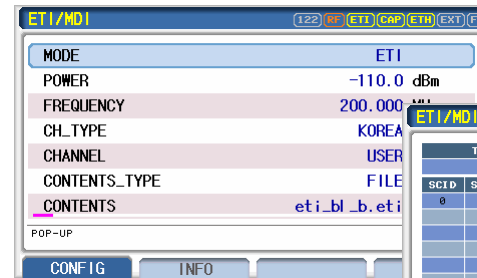 ETI/MDI (122) RF ETI CAP ETH EXT
MODE ETI
POWER -110.0 dBm
FREQUENCY 200.000
CH_TYPE KOREA
CHANNEL USER
CONTENTS_TYPE FILE
CONTENTS eti_bl_b.eti
POP-UP
CONFIG INFO
ETI/MDI
SCID
0